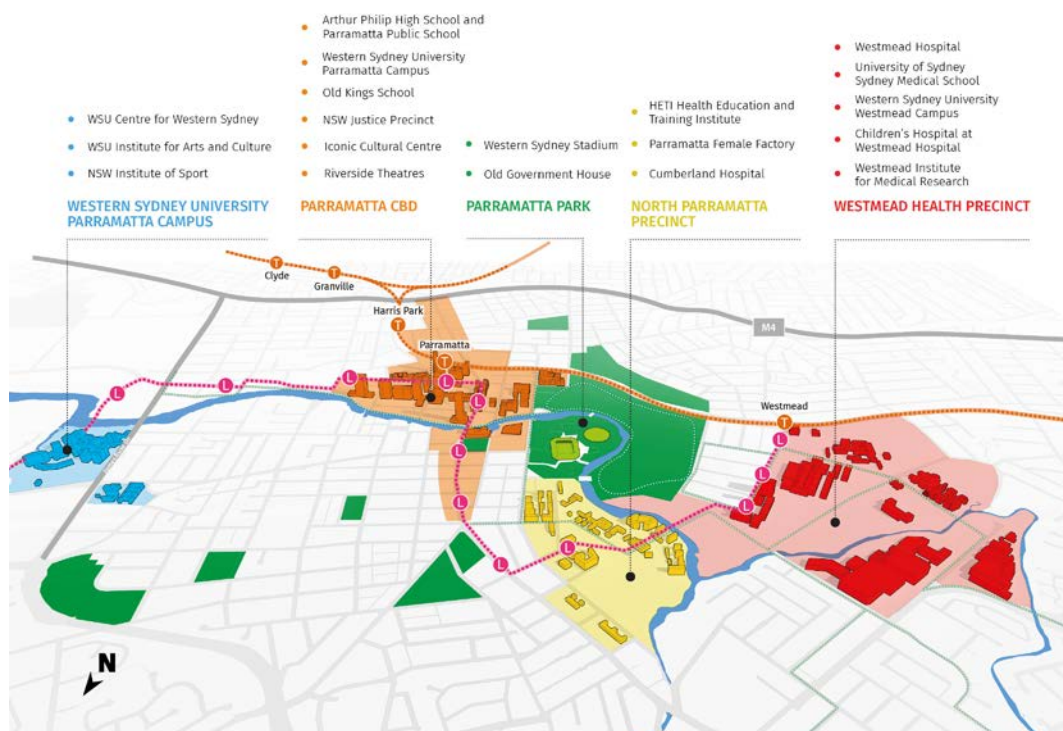 WSU Centre for Western Sydney
WSU Institute for Arts and Culture
NSW Institute of Sport
WESTERN SYDNEY UNIVERSITY
PARRAMATTA CAMPUS
Arthur Philip High School and
Parramatta Public School
Western Sydney University
Parramatta Campus
Old Kings School
NSW Justice Precinct
Iconic Cultural Centre
Riverside Theatres
PARRAMATTA CBD
Western Sydney Stadium
Old Government House
PARRAMATTA PARK
HETI Health Education and
Training Institute
Parramatta Female Factory
Cumberland Hospital
NORTH PARRAMATTA
PRECINCT
Westmead Hospital
University of Sydney
Sydney Medical School
Western Sydney University
Westmead Campus
Children's Hospital at
Westmead Hospital
Westmead Institute
for Medical Research
WESTMEAD HEALTH PRECINCT
T
Clyde
T
Granville
Harris Park
T
M4
Parramatta
T
Westmead
T
L
L
L
L
L
L
L
L
L
L
L
L
N